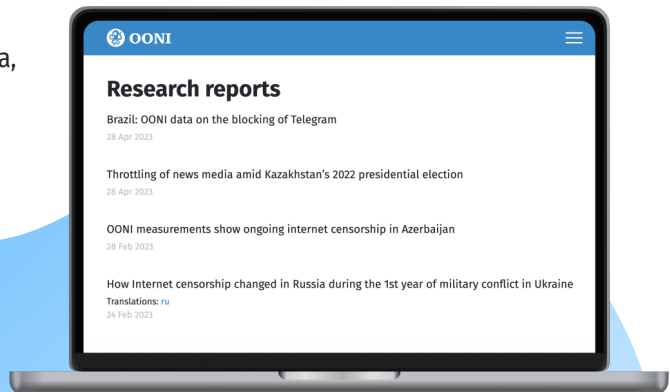 a,
OONI
Research reports
Brazil: OONI data on the blocking of Telegram
28 Apr 2023
Throttling of news media amid Kazakhstan's 2022 presidential election
28 Apr 2023
OONI measurements show ongoing internet censorship in Azerbaijan
28 Feb 2023
How Internet censorship changed in Russia during the 1st year of military conflict in Ukraine
Translations: ru
24 Feb 2023